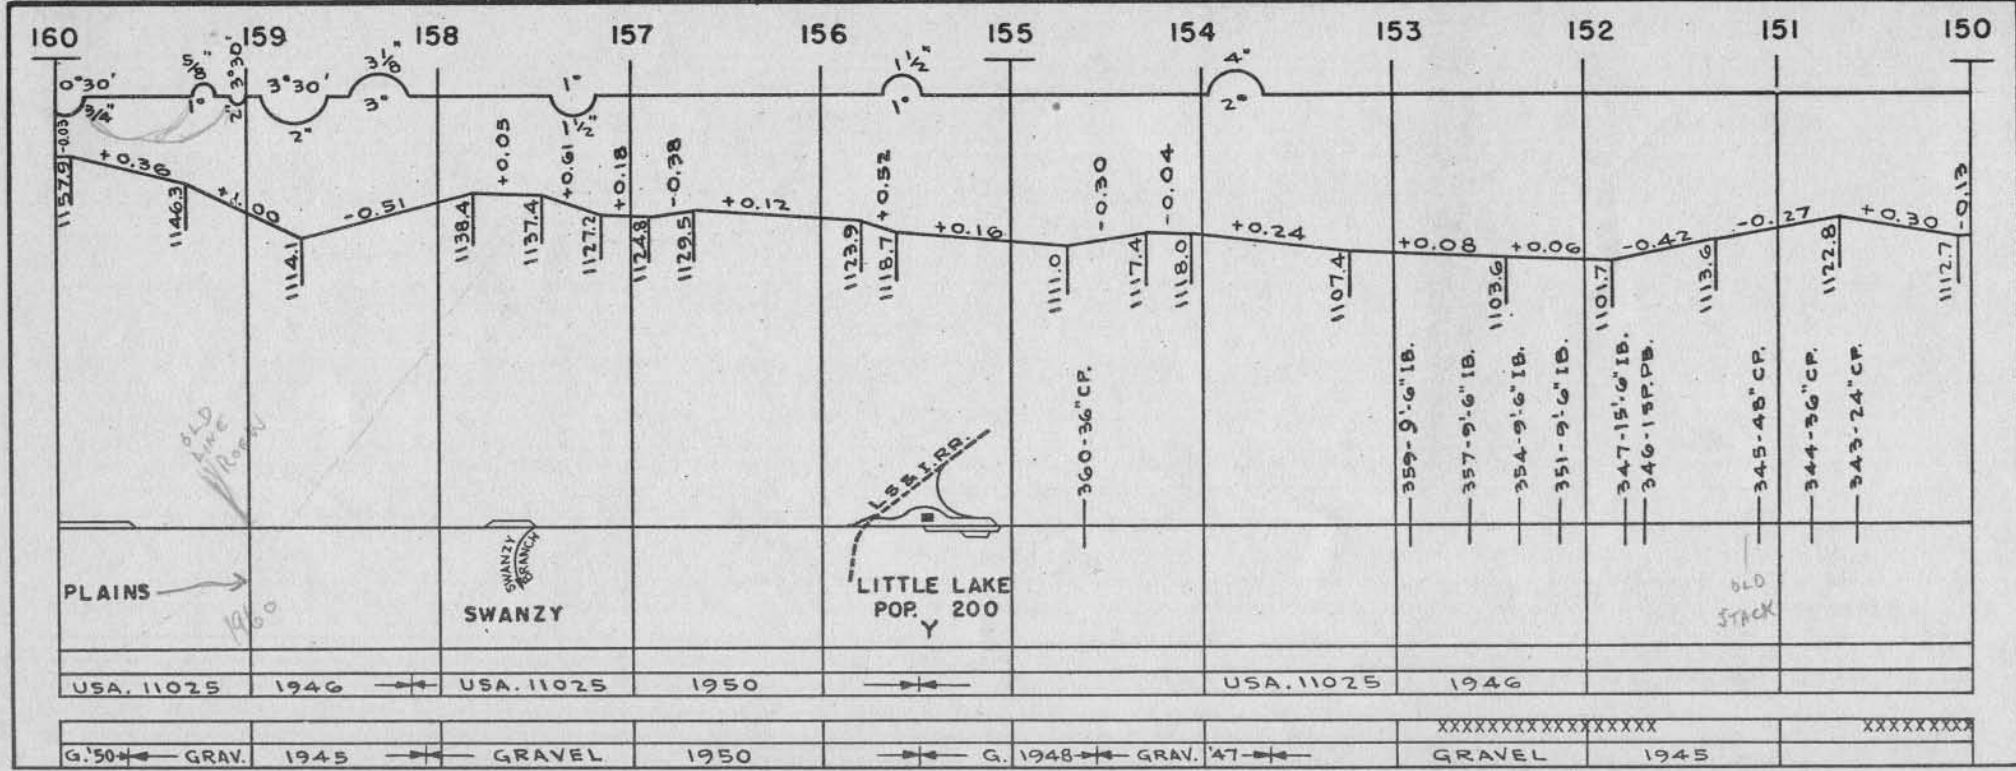 160 159 158 157 156 155 154 153 152 151 150
0°30' 5/8" 3°30' 3°30' 3 1/8" 1° 1 1/2" 4"
3/4" 1° 2" 2" 3° 1 1/2" 1° 2°
-0.03 +0.36 +1.00 -0.51 +0.05 +0.61 +0.18 -0.38 +0.12 +0.52 +0.16 -0.30 -0.04 +0.24 +0.08 +0.06 -0.42 -0.27 +0.30 -0.13
1157.9 1146.3 1114.1 1138.4 1137.4 1127.2 1124.8 1129.5 1123.9 1118.7 1111.0 1117.4 1118.0 1107.4 1103.6 1101.7 1113.6 1122.8 1112.7
360-36" CP.
359-9'-6" IB.
357-9'-6" IB.
354-9'-6" IB.
351-9'-6" IB.
347-15'-6" IB.
346-1 SP. PB.
345-48" CP.
344-36" CP.
343-24" CP.
OLD
LINE
ROW
L.S.& I.RR.
PLAINS
1960
SWANZY
BRANCH
SWANZY
LITTLE LAKE
POP. 200
Y
OLD
STACK
USA. 11025 1946 USA. 11025 1950 USA. 11025 1946
XXXXXXXXXXXXXXXXXX XXXXXXXXX
G.'50 GRAV. 1945 GRAVEL 1950 G. 1948 GRAV. '47 GRAVEL 1945